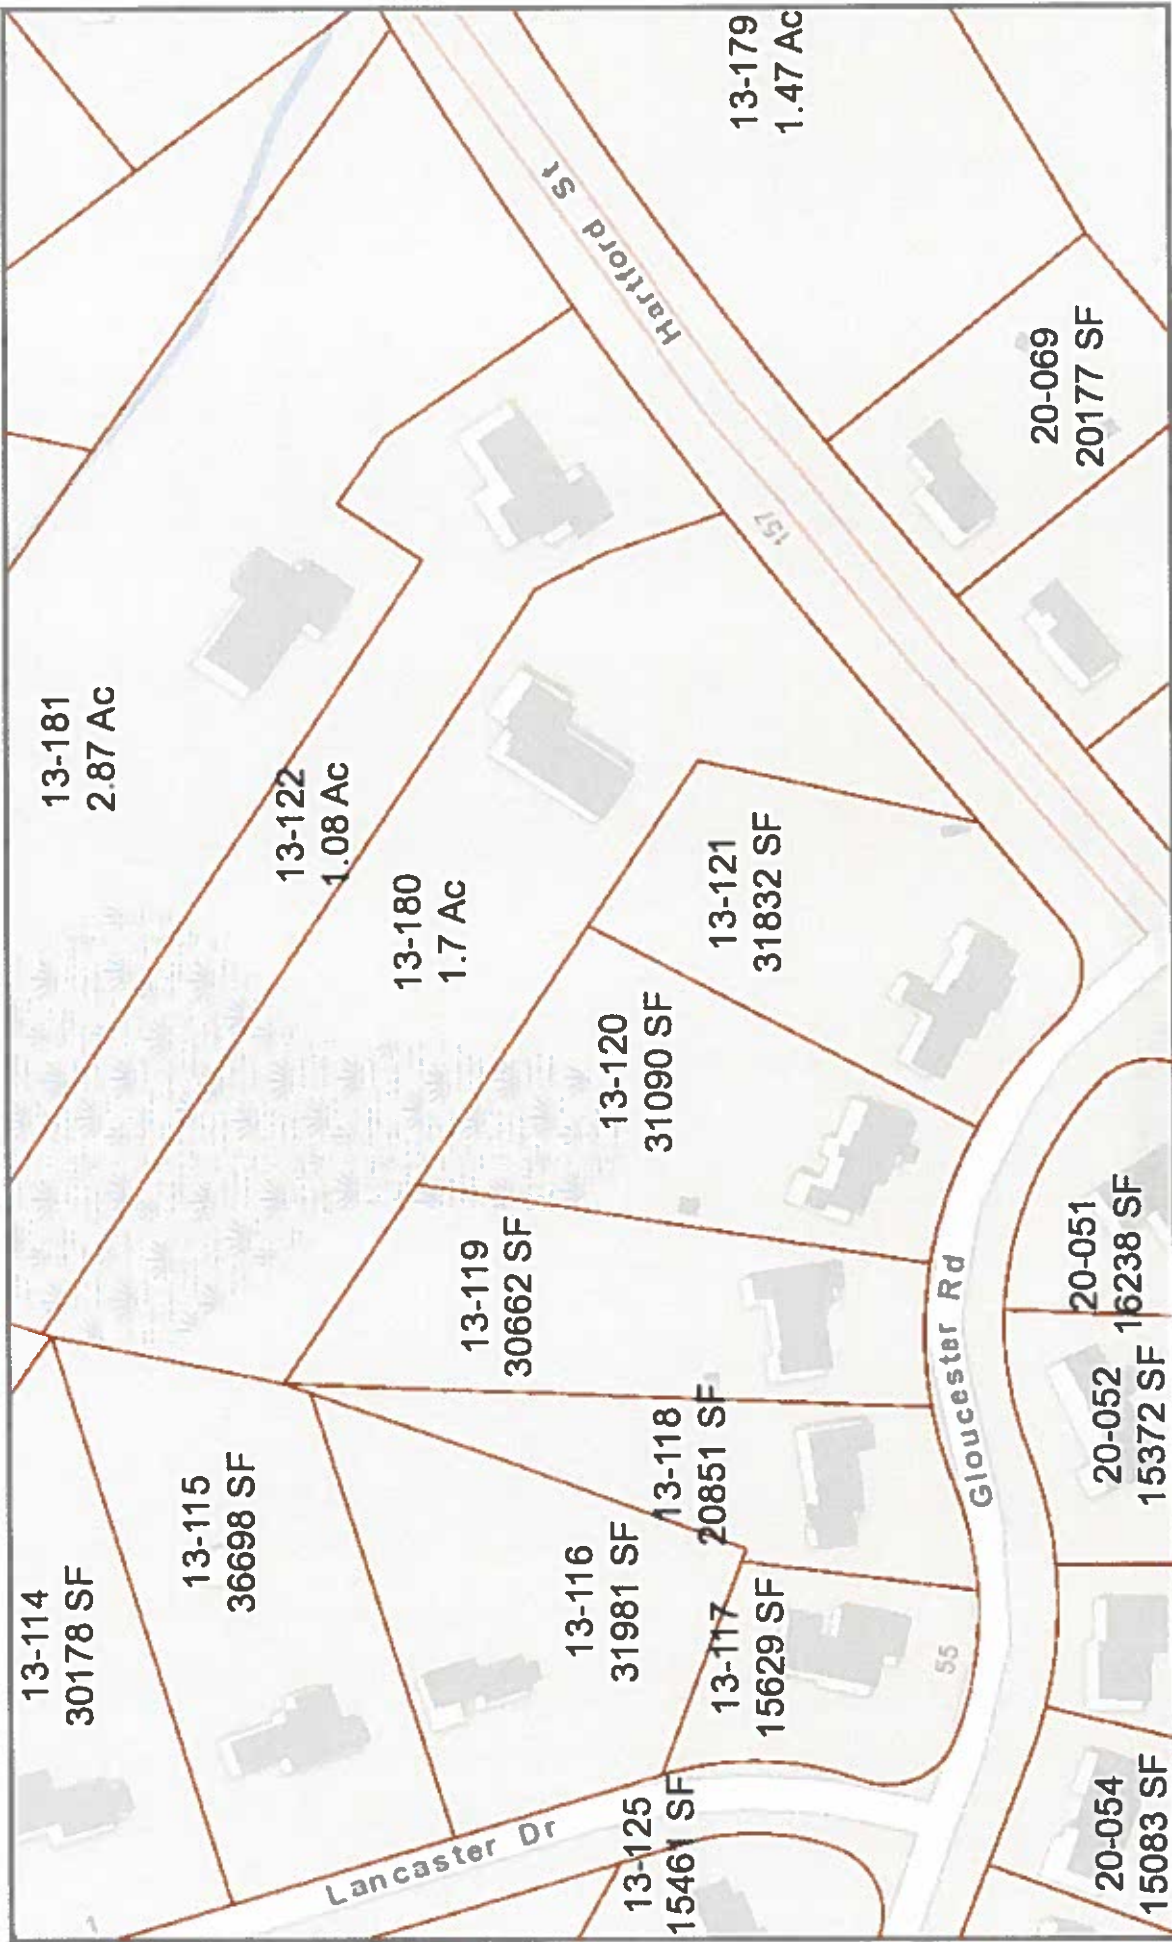 13-114
30178 SF
13-115
36698 SF
13-181
2.87 Ac
13-122
1.08 Ac
13-180
1.7 Ac
13-116
31981 SF
13-119
30662 SF
13-120
31090 SF
13-121
31832 SF
13-179
1.47 Ac
13-118
20851 SF
13-117
15629 SF
13-125
15461 SF
Lancaster Dr
Gloucester Rd
Hartford St
157
55
1
20-069
20177 SF
20-051
16238 SF
20-052
15372 SF
20-054
15083 SF